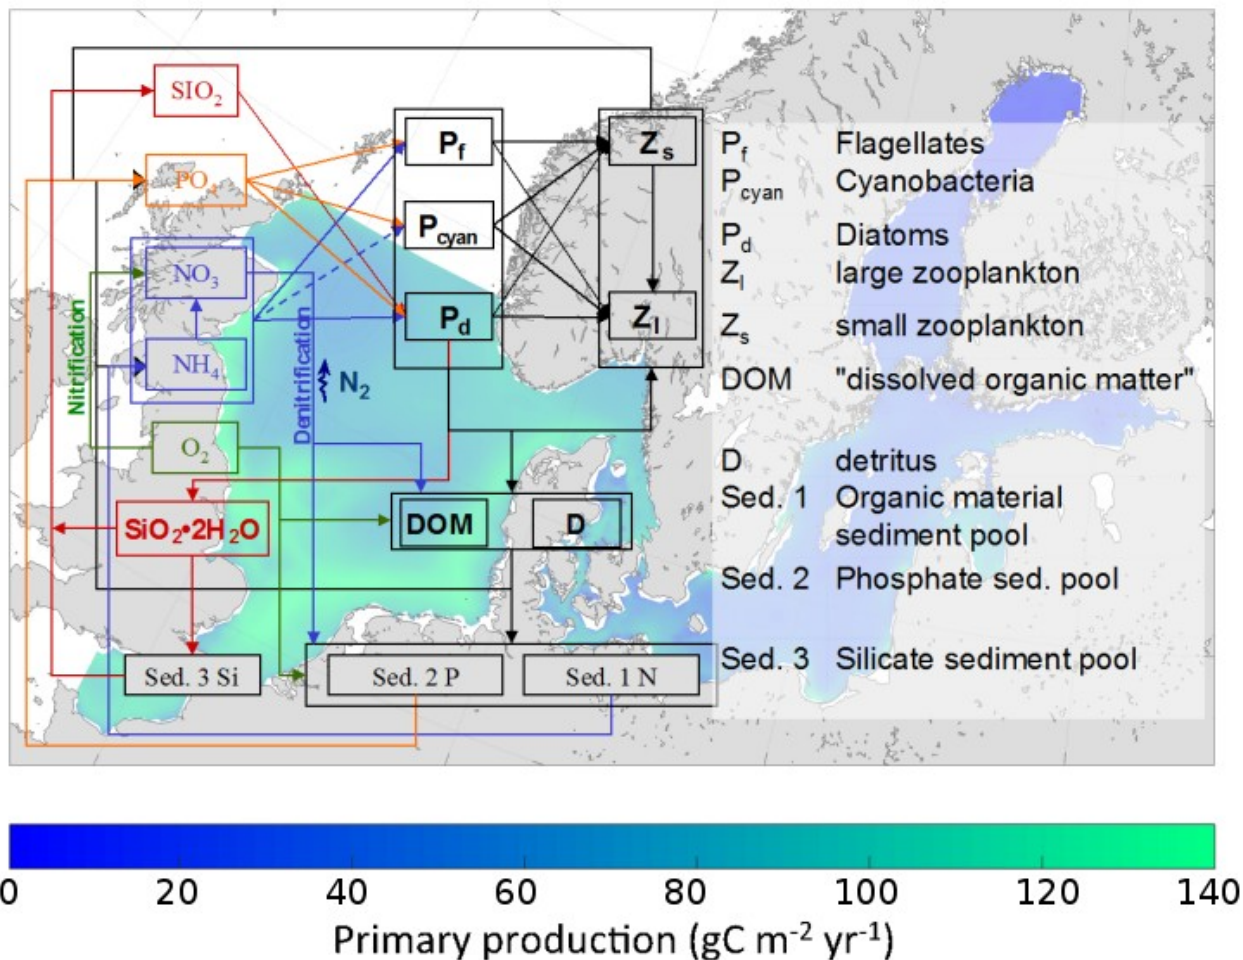 SIO2
PO4
NO3
NH4
O2
SiO2•2H2O
Nitrification
Denitrification
N2
Pf
Pcyan
Pd
Zs
Zl
DOM
D
Sed. 3 Si
Sed. 2 P
Sed. 1 N
Pf Flagellates
Pcyan Cyanobacteria
Pd Diatoms
Zl large zooplankton
Zs small zooplankton
DOM "dissolved organic matter"
D detritus
Sed. 1 Organic material
sediment pool
Sed. 2 Phosphate sed. pool
Sed. 3 Silicate sediment pool
0 20 40 60 80 100 120 140
Primary production (gC m-2 yr-1)